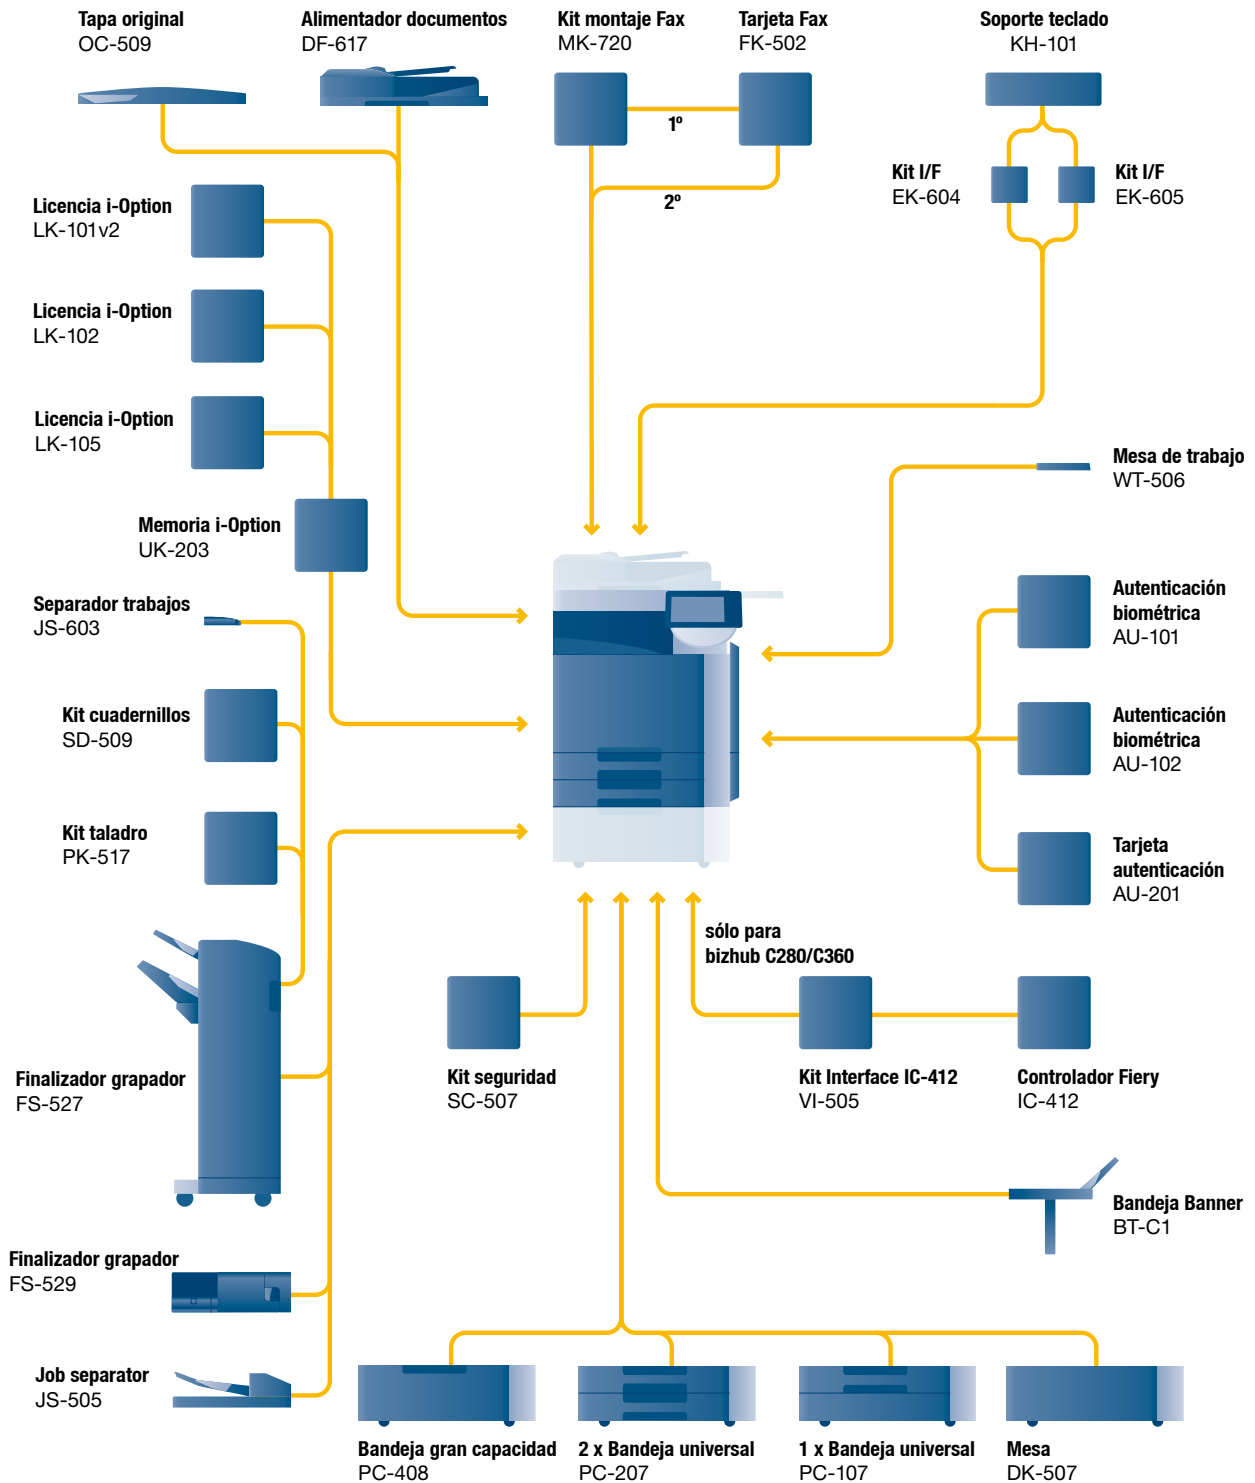 Tapa original
OC-509
Alimentador documentos
DF-617
Kit montaje Fax
MK-720
Tarjeta Fax
FK-502
Soporte teclado
KH-101
1º
2º
Kit I/F
EK-604
Kit I/F
EK-605
Licencia i-Option
LK-101v2
Licencia i-Option
LK-102
Licencia i-Option
LK-105
Memoria i-Option
UK-203
Mesa de trabajo
WT-506
Separador trabajos
JS-603
Autenticación
biométrica
AU-101
Kit cuadernillos
SD-509
Autenticación
biométrica
AU-102
Kit taladro
PK-517
Tarjeta
autenticación
AU-201
sólo para
bizhub C280/C360
Finalizador grapador
FS-527
Kit seguridad
SC-507
Kit Interface IC-412
VI-505
Controlador Fiery
IC-412
Bandeja Banner
BT-C1
Finalizador grapador
FS-529
Job separator
JS-505
Bandeja gran capacidad
PC-408
2 x Bandeja universal
PC-207
1 x Bandeja universal
PC-107
Mesa
DK-507